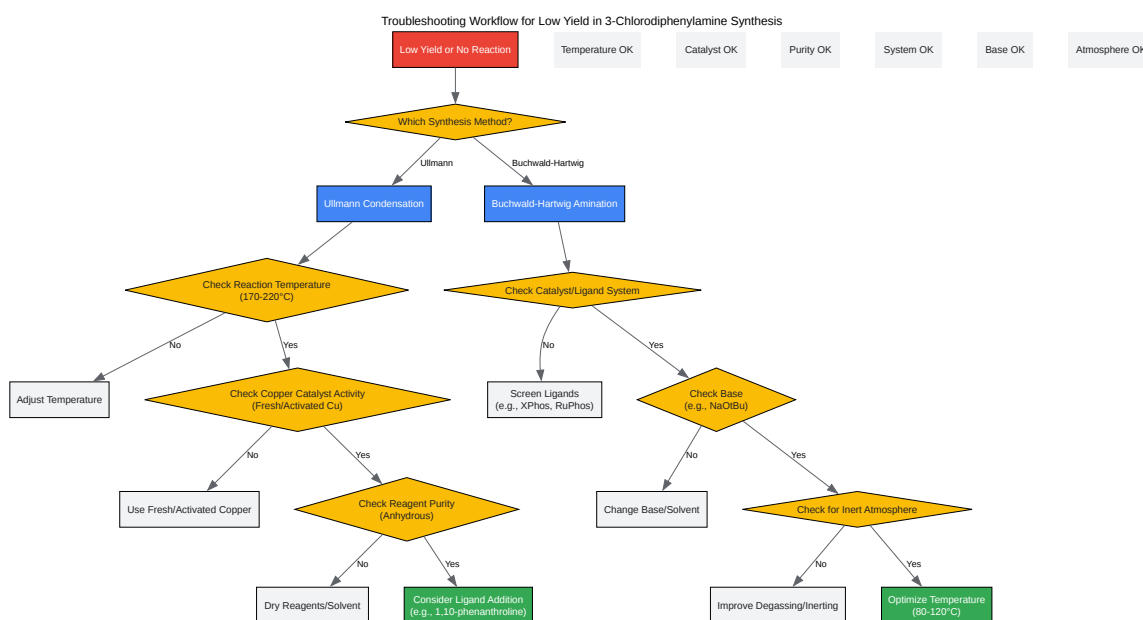 Troubleshooting Workflow for Low Yield in 3-Chlorodiphenylamine Synthesis
Low Yield or No Reaction
Temperature OK
Catalyst OK
Purity OK
System OK
Base OK
Atmosphere OK
Which Synthesis Method?
Ullmann
Buchwald-Hartwig
Ullmann Condensation
Buchwald-Hartwig Amination
Check Reaction Temperature
(170-220°C)
Check Catalyst/Ligand System
No
Yes
No
Yes
Adjust Temperature
Check Copper Catalyst Activity
(Fresh/Activated Cu)
Screen Ligands
(e.g., XPhos, RuPhos)
Check Base
(e.g., NaOtBu)
No
Yes
No
Yes
Use Fresh/Activated Copper
Check Reagent Purity
(Anhydrous)
Change Base/Solvent
Check for Inert Atmosphere
No
Yes
No
Yes
Dry Reagents/Solvent
Consider Ligand Addition
(e.g., 1,10-phenanthroline)
Improve Degassing/Inerting
Optimize Temperature
(80-120°C)